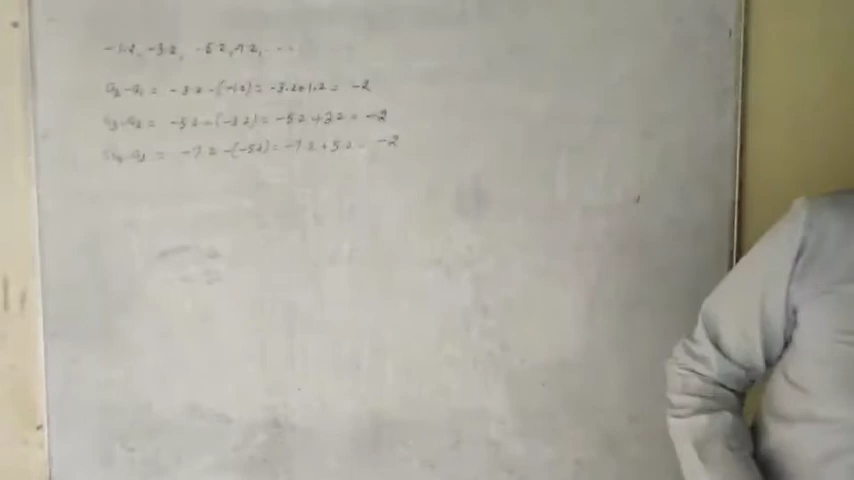 -1.2, -3.2, -5.2, -7.2, ...
a₂-a₁ = -3.2-(-1.2) = -3.2+1.2 = -2
a₃-a₂ = -5.2-(-3.2) = -5.2+3.2 = -2
a₄-a₃ = -7.2-(-5.2) = -7.2+5.2 = -2